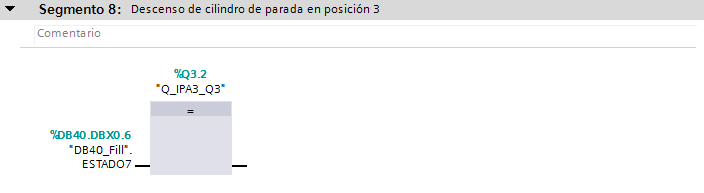 Segmento 8: Descenso de cilindro de parada en posición 3
Comentario
%Q3.2
"Q_IPA3_Q3"
=
%DB40.DBX0.6
"DB40_Fill".
ESTADO7